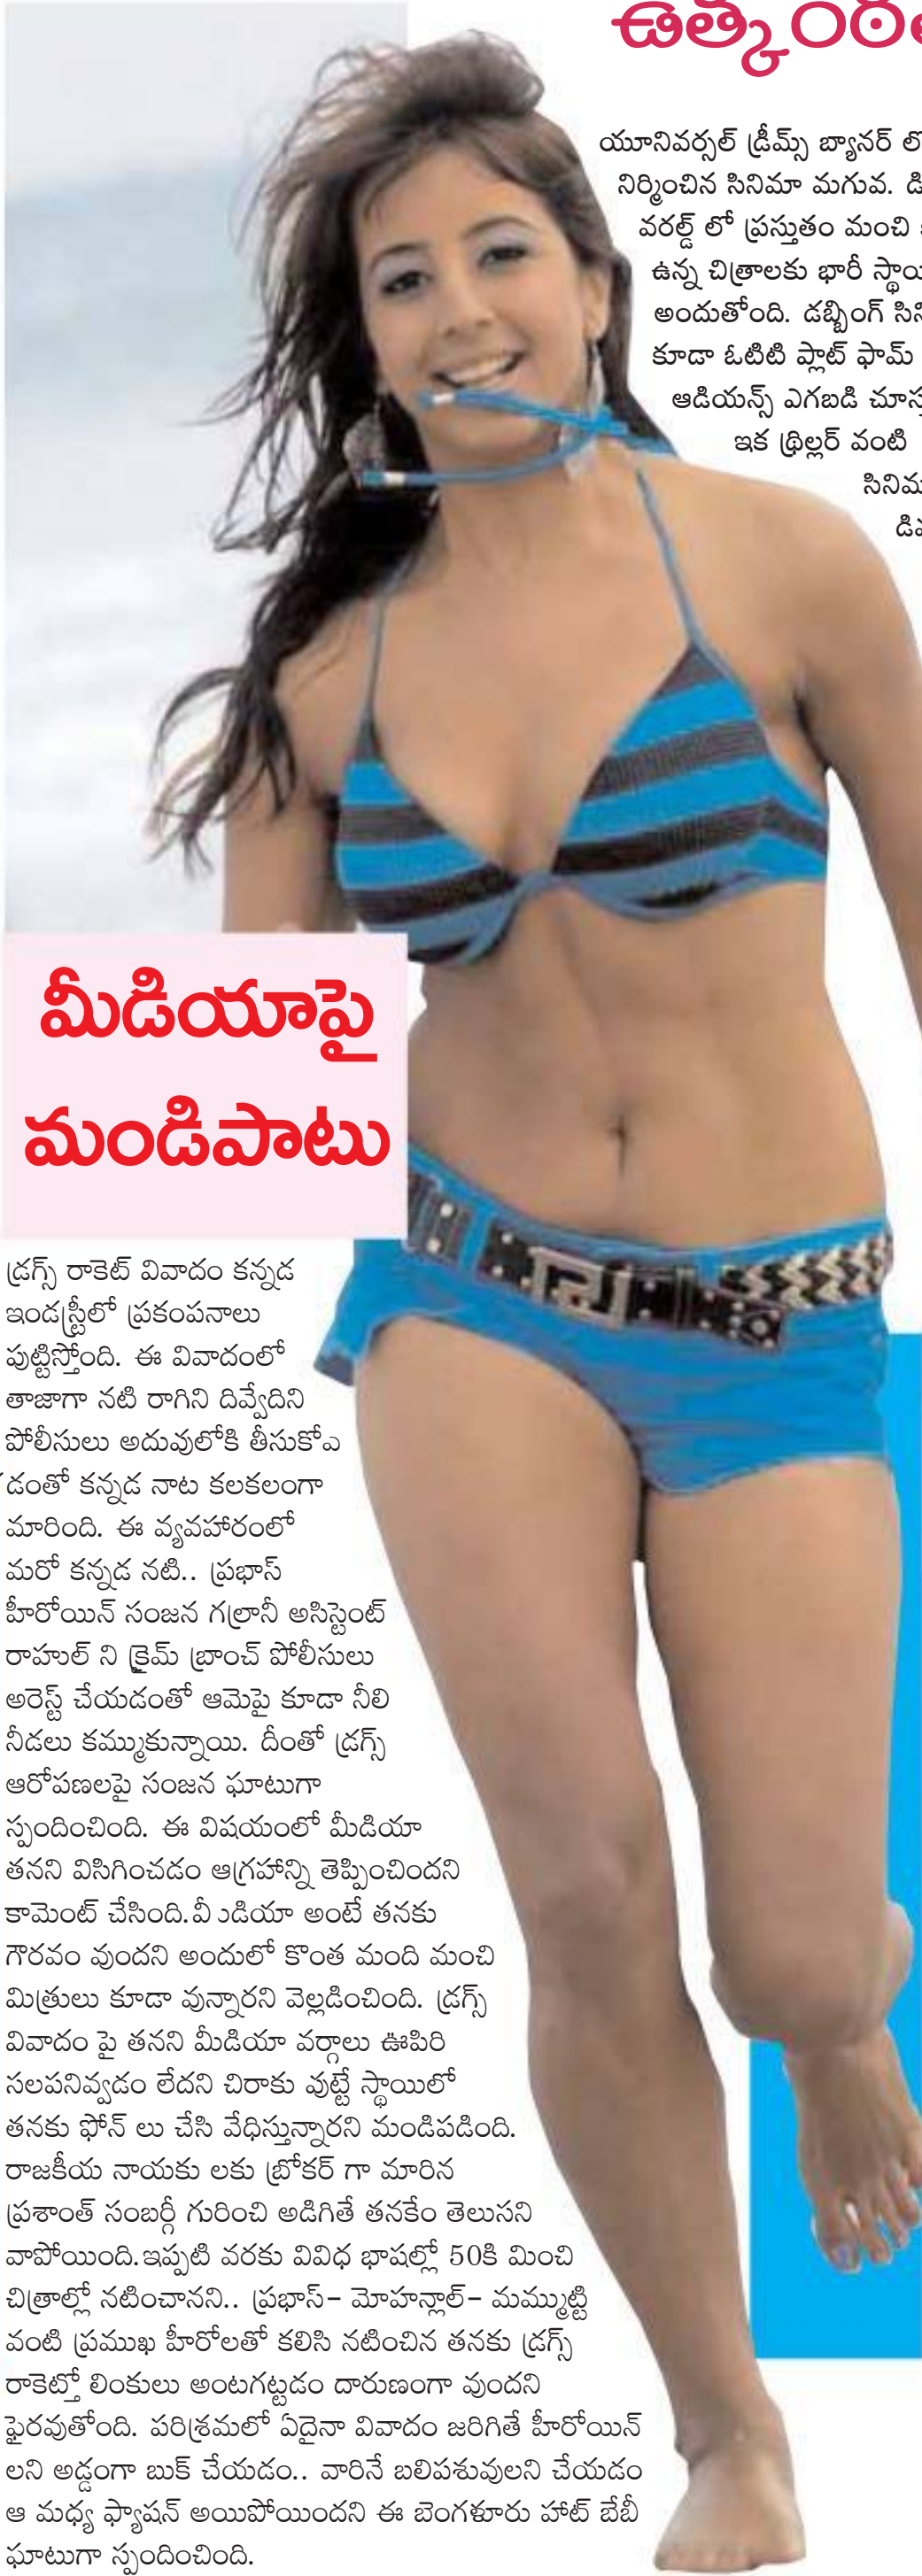 యూనివర్సల్ డ్రీమ్స్ బ్యానర్
నిర్మించిన సినిమా మగువ.
వరల్డ్ లో ప్రస్తుతం మంచి
ఉన్న చిత్రాలకు భారీ
అందుతోంది. డబ్బింగ్
కూడా ఓటిటి ప్లాట్ ఫామ్
ఆడియన్స్ ఎగబడి
ఇక థ్రిల్లర్ వంటి
మీడియాపై
మండిపాటు
డ్రగ్స్ రాకెట్ వివాదం కన్నడ
ఇండస్ట్రీలో ప్రకంపనాలు
పుట్టిస్తోంది. ఈ వివాదంలో
తాజాగా నటి రాగిని దివ్వేదిని
పోలీసులు అదువులోకి తీసుకోఎ
డంతో కన్నడ నాట కలకలంగా
మారింది. ఈ వ్యవహారంలో
మరో కన్నడ నటి.. ప్రభాస్
హీరోయిన్ సంజన గల్రానీ అసిస్టెంట్
రాహుల్ ని క్రైమ్ బ్రాంచ్ పోలీసులు
అరెస్ట్ చేయడంతో ఆమెపై కూడా నీలి
నీడలు కమ్ముకున్నాయి. దీంతో డ్రగ్స్
ఆరోపణలపై సంజన ఘాటుగా
స్పందించింది. ఈ విషయంలో మీడియా
తనని విసిగించడం ఆగ్రహాన్ని తెప్పించిందని
కామెంట్ చేసింది. అంటే తనకు
గౌరవం వుందని అందులో కొంత మంది మంచి
మిత్రులు కూడా వున్నారని వెల్లడించింది. డ్రగ్స్
వివాదం పై తనని మీడియా వర్గాలు ఊపిరి
సలపనివ్వడం లేదని చిరాకు వుట్టే స్థాయిలో
తనకు ఫోన్ లు చేసి వేధిస్తున్నారని మండిపడింది.
రాజకీయ నాయకు లకు బ్రోకర్ గా మారిన
ప్రశాంత్ సంబర్గీ గురించి అడిగితే తనకేం తెలుసని
వాపోయింది.ఇప్పటి వరకు వివిధ భాషల్లో 50కి మించి
చిత్రాల్లో నటించానని.. ప్రభాస్- మోహన్లాల్- మమ్ముట్టి
వంటి ప్రముఖ హీరోలతో కలిసి నటించిన తనకు డ్రగ్స్
రాకెట్తో లింకులు అంటగట్టడం దారుణంగా వుందని
ఫైరవుతోంది. పరిశ్రమలో ఏదైనా వివాదం జరిగితే హీరోయిన్
లని అడ్డంగా బుక్ చేయడం.. వారినే బలిపశువులని చేయడం
ఆ మధ్య ఫ్యాషన్ అయిపోయిందని ఈ బెంగళూరు హాట్ బేబీ
ఘాటుగా స్పందించింది.